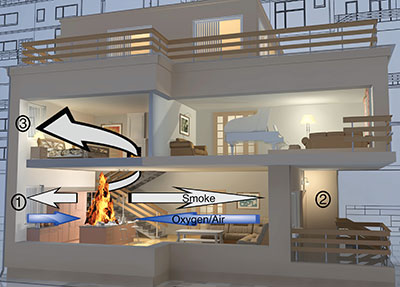 ③
②
①
Smoke
Oxygen/Air